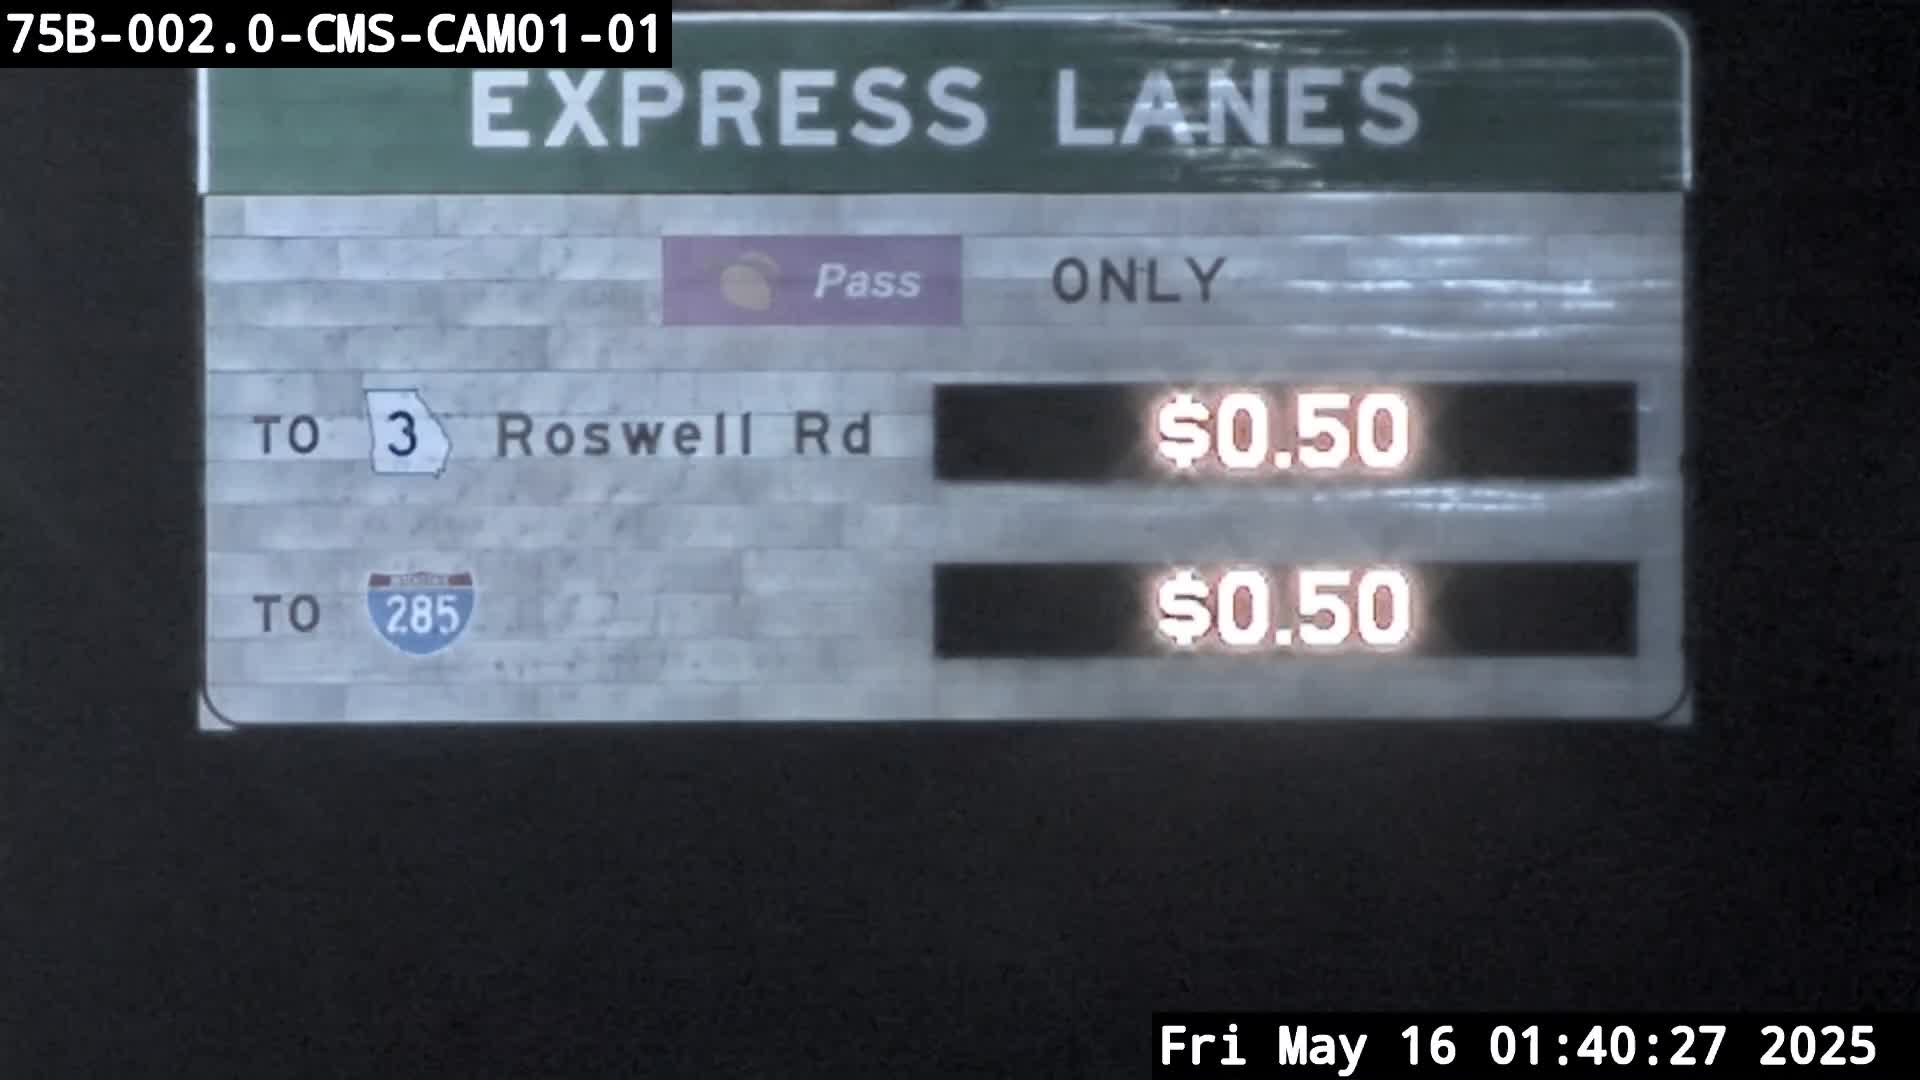 75B-002.0-CMS-CAM01-01
EXPRESS LANES
Pass ONLY
TO 3 Roswell Rd $0.50
TO 285 $0.50
Fri May 16 01:40:27 2025